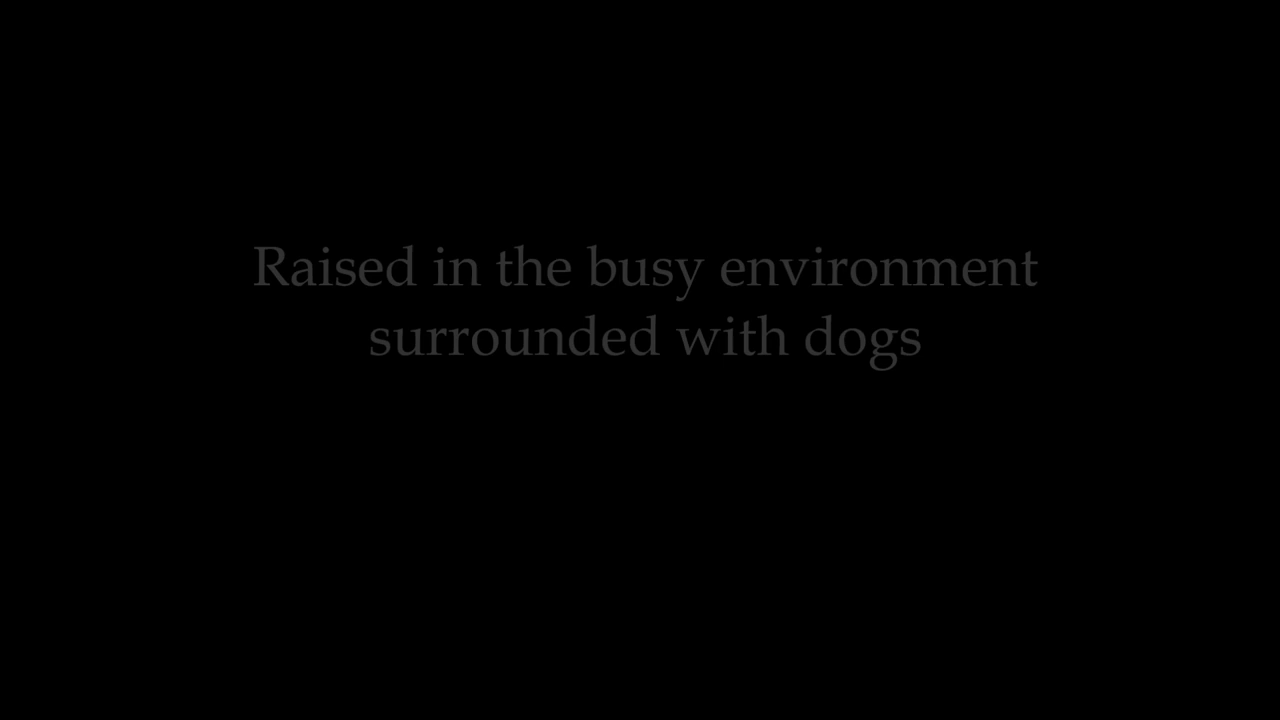 Raised in the busy environment
surrounded with dogs